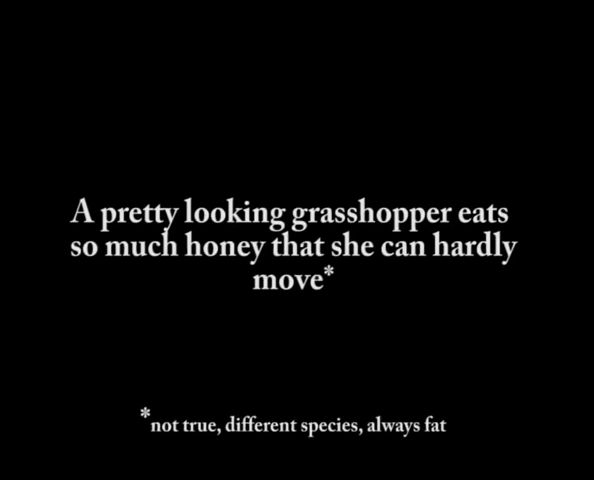 A pretty looking grasshopper eats
so much honey that she can hardly
move*
*not true, different species, always fat